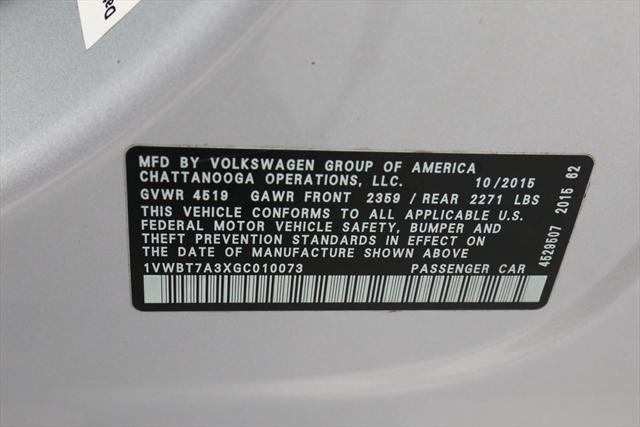 MFD BY VOLKSWAGEN GROUP OF AMERICA
CHATTANOOGA OPERATIONS, LLC. 10/2015
GVWR 4519 GAWR FRONT 2359 / REAR 2271 LBS
THIS VEHICLE CONFORMS TO ALL APPLICABLE U.S.
FEDERAL MOTOR VEHICLE SAFETY, BUMPER AND
THEFT PREVENTION STANDARDS IN EFFECT ON
THE DATE OF MANUFACTURE SHOWN ABOVE
1VWBT7A3XGC010073 PASSENGER CAR
4529507 2015 62